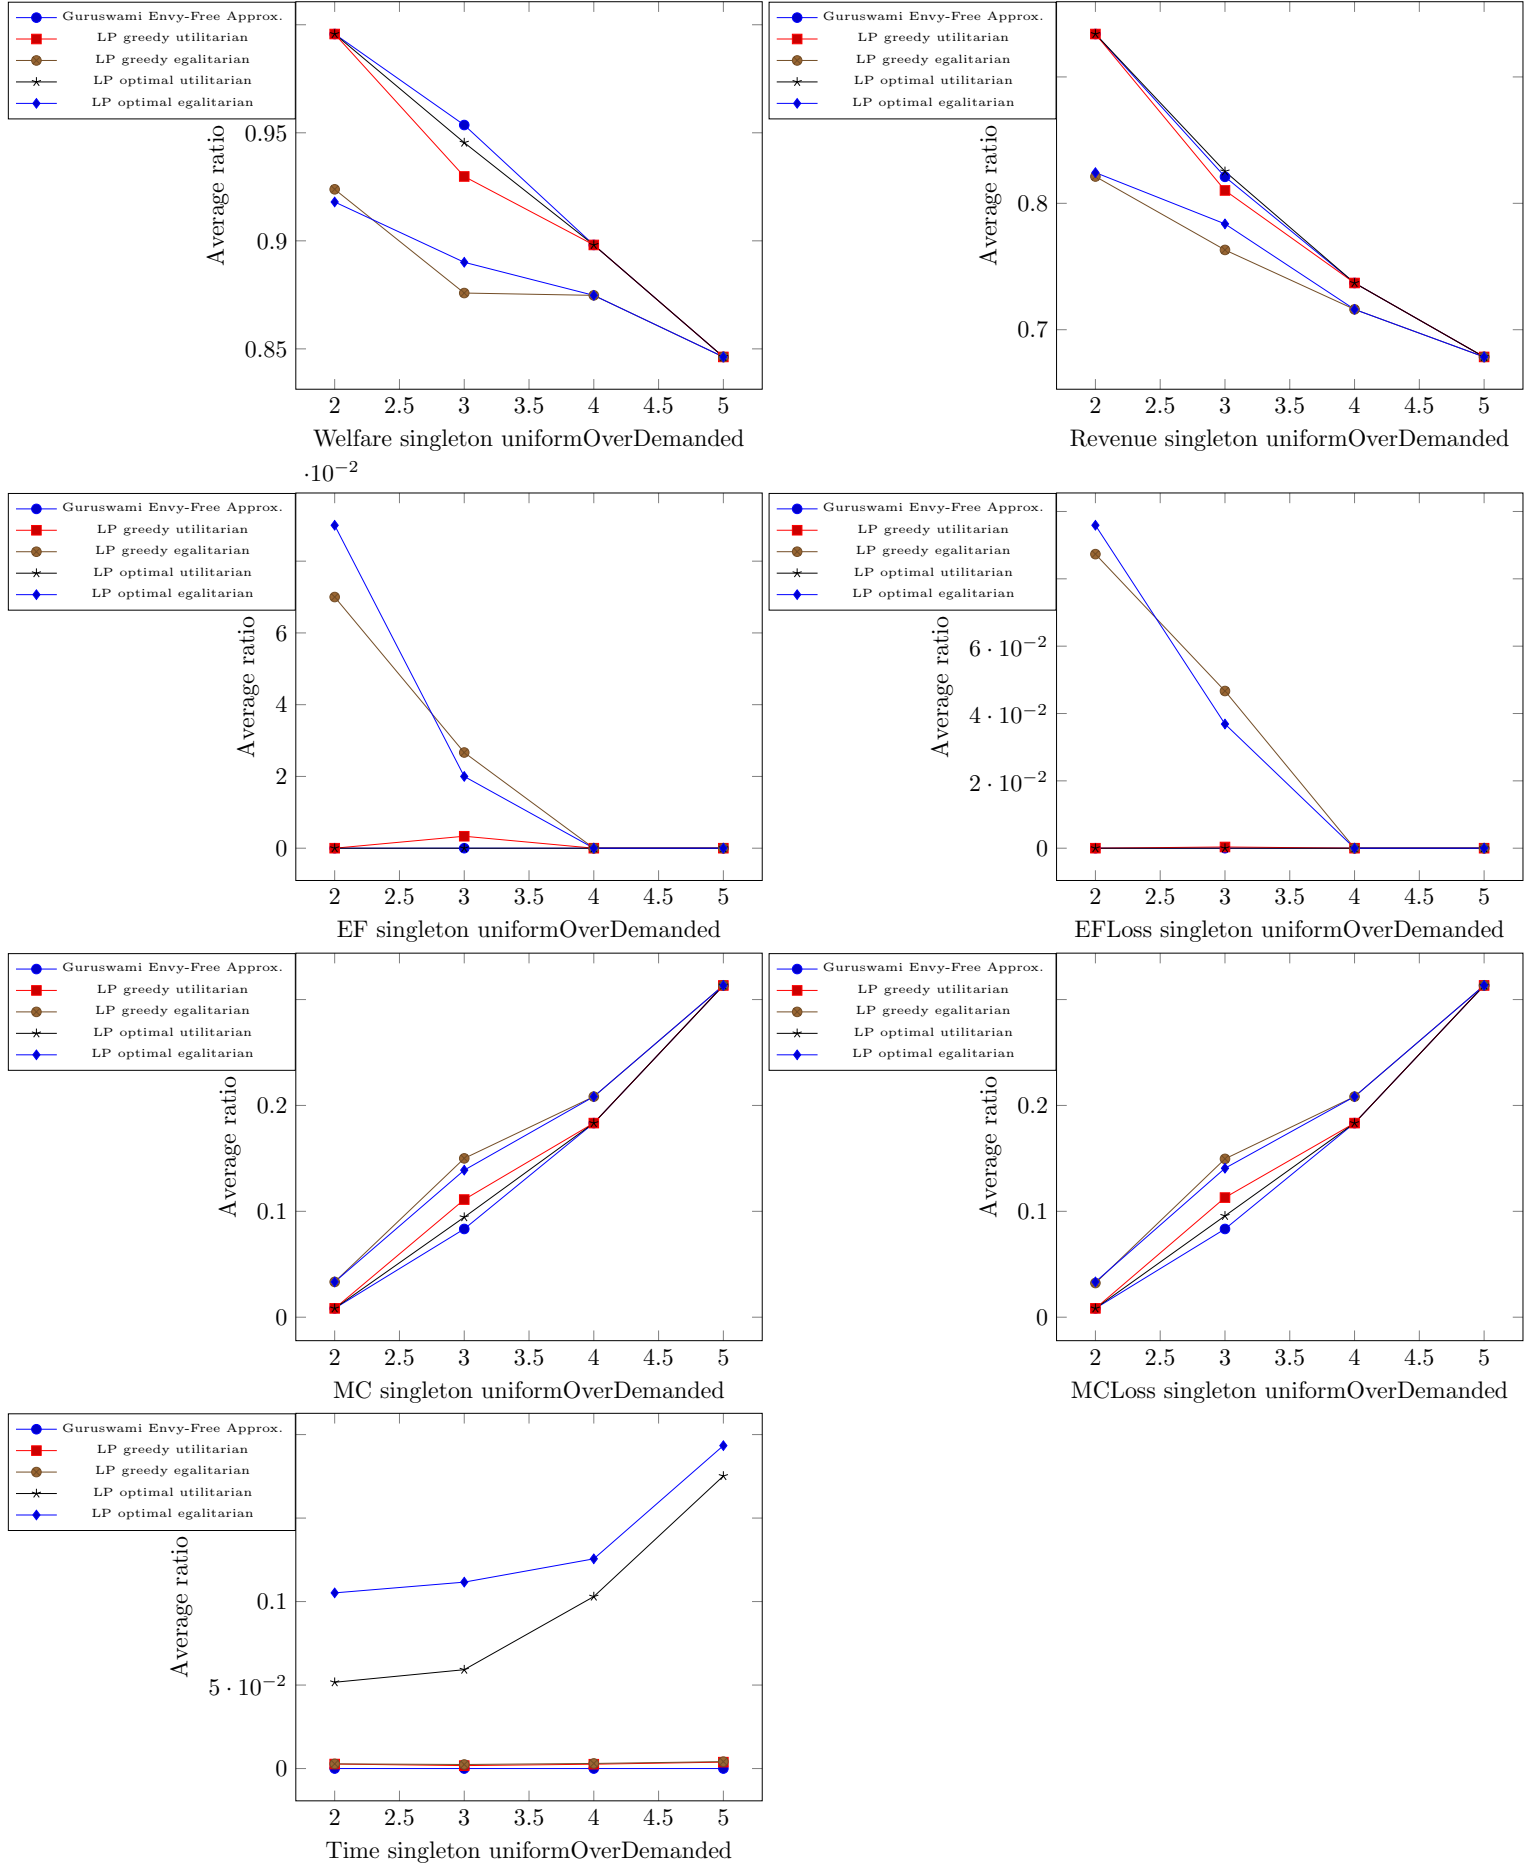 Guruswami Envy-Free Approx.
LP greedy utilitarian
LP greedy egalitarian
LP optimal utilitarian
LP optimal egalitarian
Average ratio
0.95
0.9
0.85
2 2.5 3 3.5 4 4.5 5
Welfare singleton uniformOverDemanded
Guruswami Envy-Free Approx.
LP greedy utilitarian
LP greedy egalitarian
LP optimal utilitarian
LP optimal egalitarian
Average ratio
0.8
0.7
2 2.5 3 3.5 4 4.5 5
Revenue singleton uniformOverDemanded
·10⁻²
Guruswami Envy-Free Approx.
LP greedy utilitarian
LP greedy egalitarian
LP optimal utilitarian
LP optimal egalitarian
Average ratio
6
4
2
0
2 2.5 3 3.5 4 4.5 5
EF singleton uniformOverDemanded
Guruswami Envy-Free Approx.
LP greedy utilitarian
LP greedy egalitarian
LP optimal utilitarian
LP optimal egalitarian
Average ratio
6 · 10⁻²
4 · 10⁻²
2 · 10⁻²
0
2 2.5 3 3.5 4 4.5 5
EFLoss singleton uniformOverDemanded
Guruswami Envy-Free Approx.
LP greedy utilitarian
LP greedy egalitarian
LP optimal utilitarian
LP optimal egalitarian
Average ratio
0.2
0.1
0
2 2.5 3 3.5 4 4.5 5
MC singleton uniformOverDemanded
Guruswami Envy-Free Approx.
LP greedy utilitarian
LP greedy egalitarian
LP optimal utilitarian
LP optimal egalitarian
Average ratio
0.2
0.1
0
2 2.5 3 3.5 4 4.5 5
MCLoss singleton uniformOverDemanded
Guruswami Envy-Free Approx.
LP greedy utilitarian
LP greedy egalitarian
LP optimal utilitarian
LP optimal egalitarian
Average ratio
0.1
5 · 10⁻²
0
2 2.5 3 3.5 4 4.5 5
Time singleton uniformOverDemanded